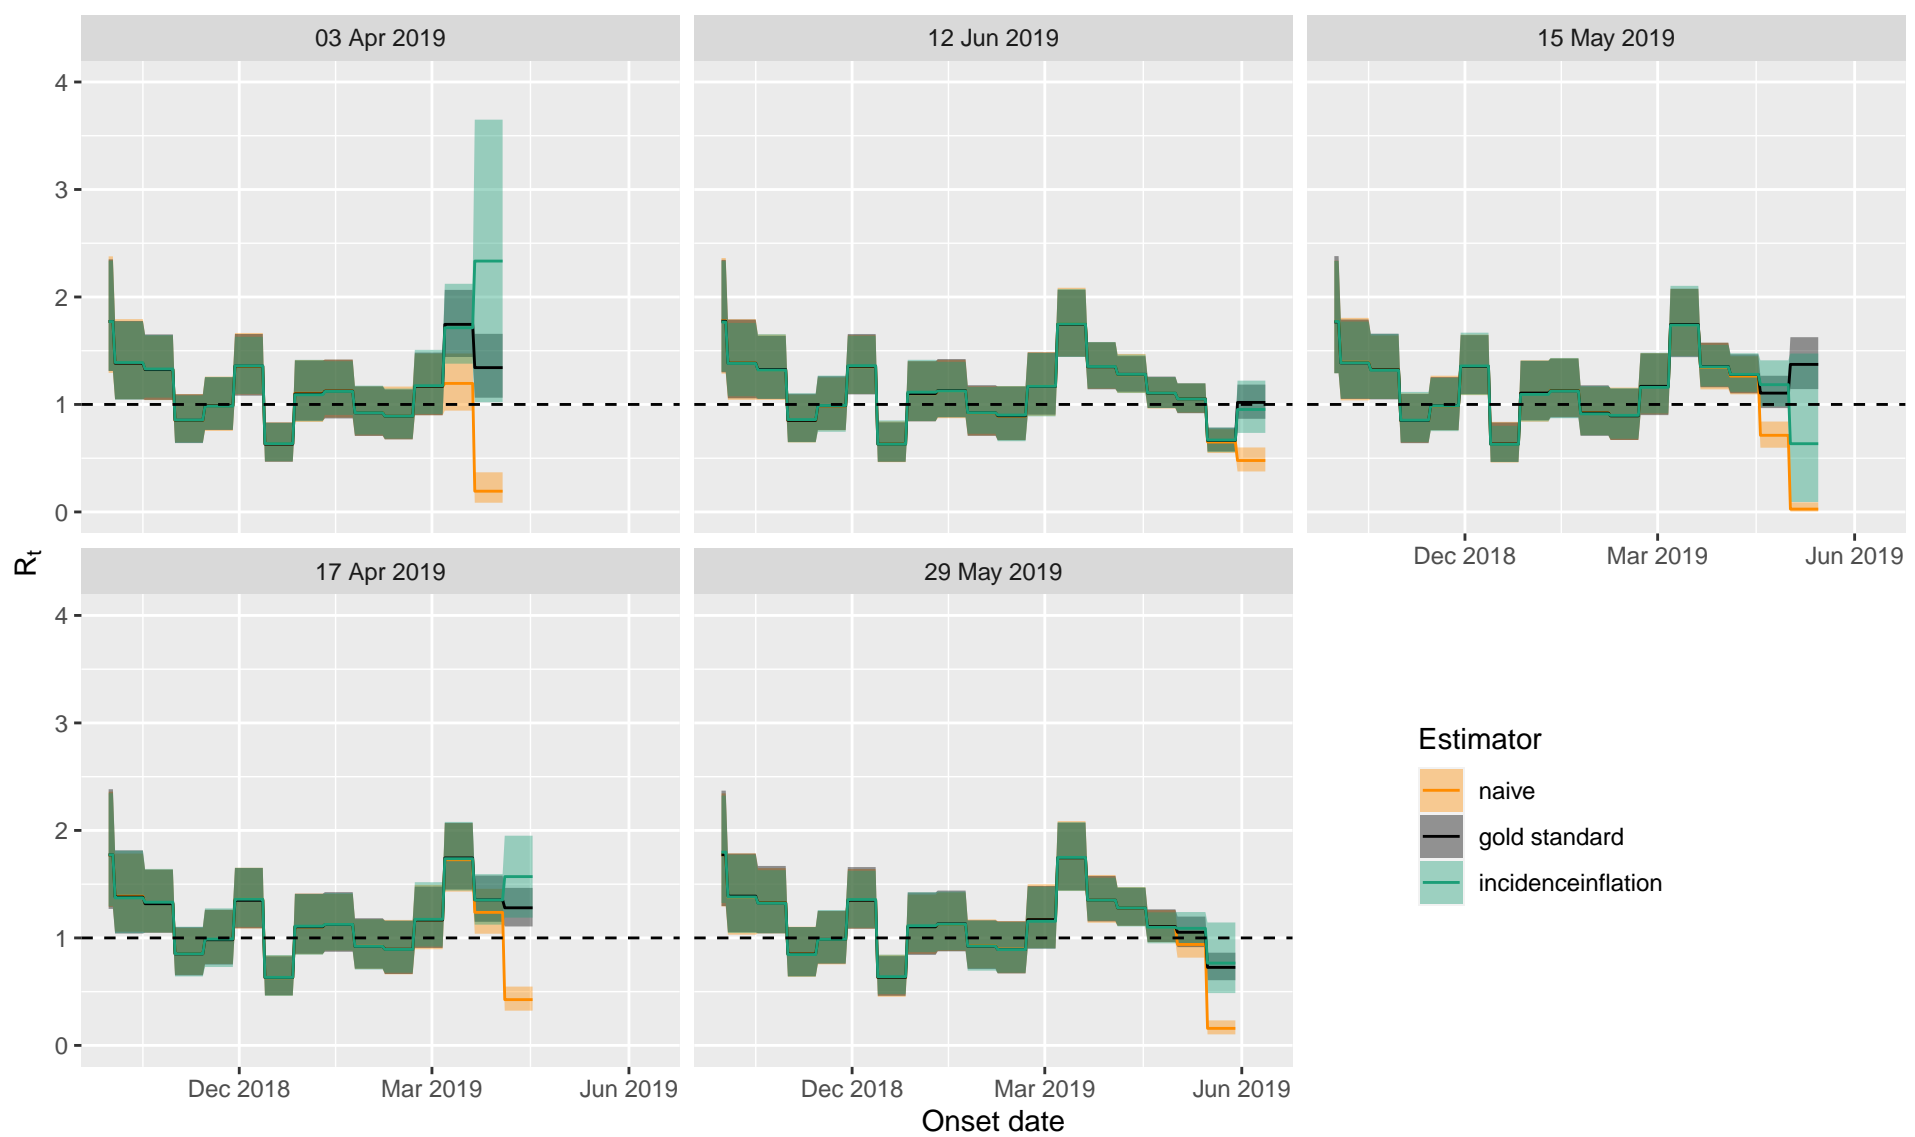 03 Apr 2019
12 Jun 2019
15 May 2019
4
3
2
1
0
Dec 2018
Mar 2019
Jun 2019
17 Apr 2019
29 May 2019
4
3
2
1
0
Dec 2018
Mar 2019
Jun 2019
Dec 2018
Mar 2019
Jun 2019
Rt
Onset date
Estimator
naive
gold standard
incidenceinflation